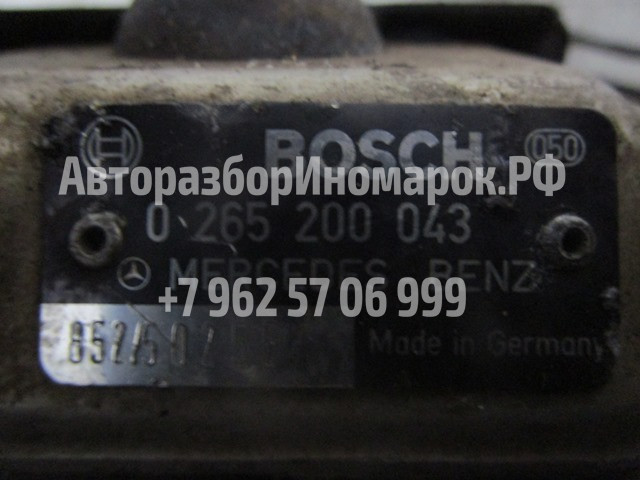 BOSCH 050
АвторазборИномарок.РФ
0 265 200 043
MERCEDES-BENZ
+7 962 57 06 999
Made in Germany